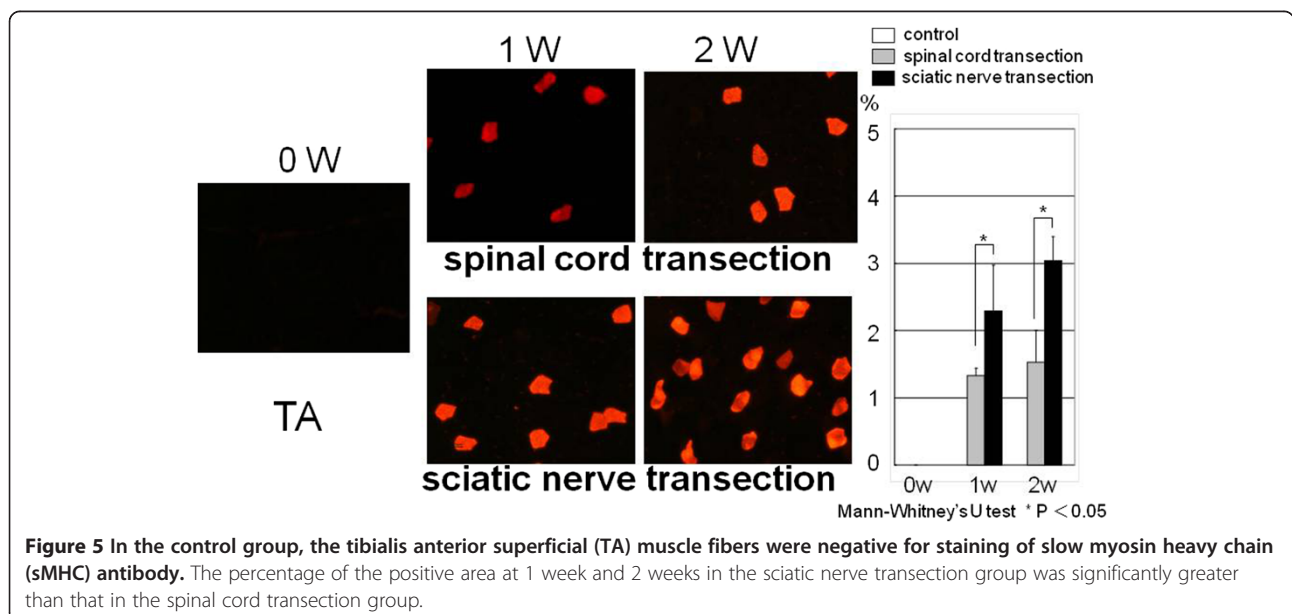 1 W
2 W
0 W
TA
spinal cord transection
sciatic nerve transection
control
spinal cord transection
sciatic nerve transection
%
5
4
3
2
1
0
*
*
0w 1w 2w
Mann-Whitney's U test * P < 0.05
Figure 5 In the control group, the tibialis anterior superficial (TA) muscle fibers were negative for staining of slow myosin heavy chain
(sMHC) antibody. The percentage of the positive area at 1 week and 2 weeks in the sciatic nerve transection group was significantly greater
than that in the spinal cord transection group.